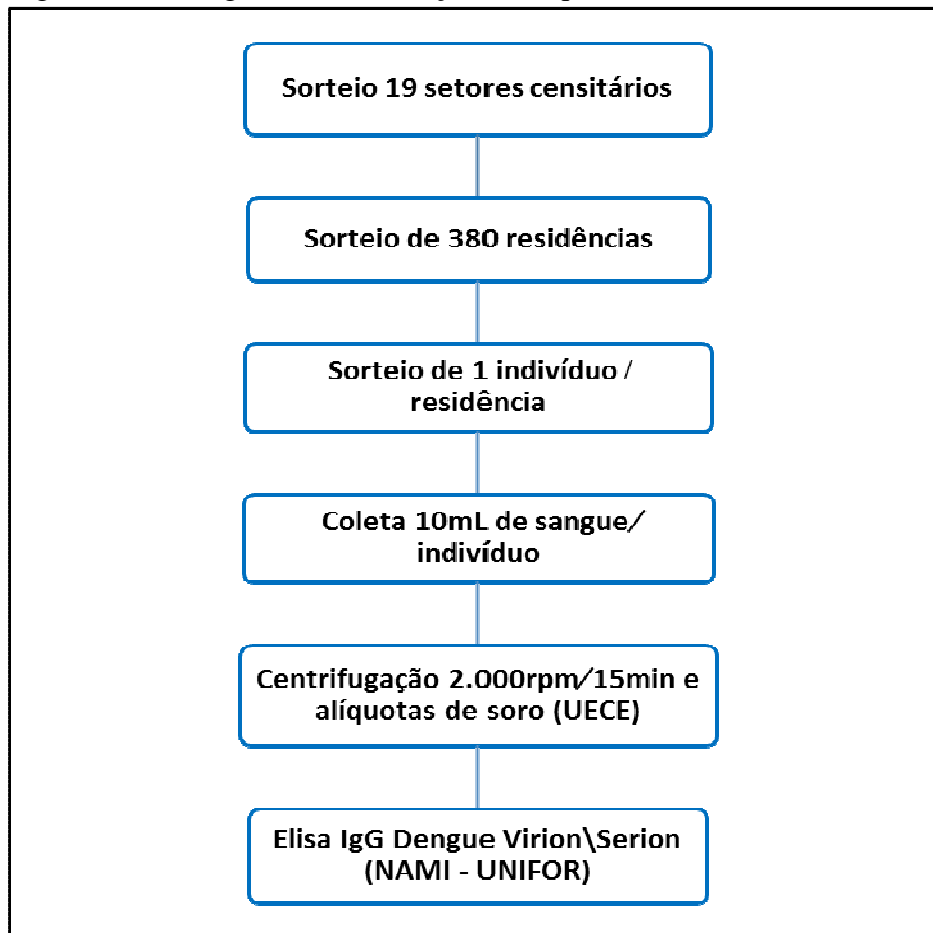 Sorteio 19 setores censitários
Sorteio de 380 residências
Sorteio de 1 indivíduo /
residência
Coleta 10mL de sangue/
indivíduo
Centrifugação 2.000rpm/15min e
alíquotas de soro (UECE)
Elisa IgG Dengue Virion\Serion
(NAMI - UNIFOR)